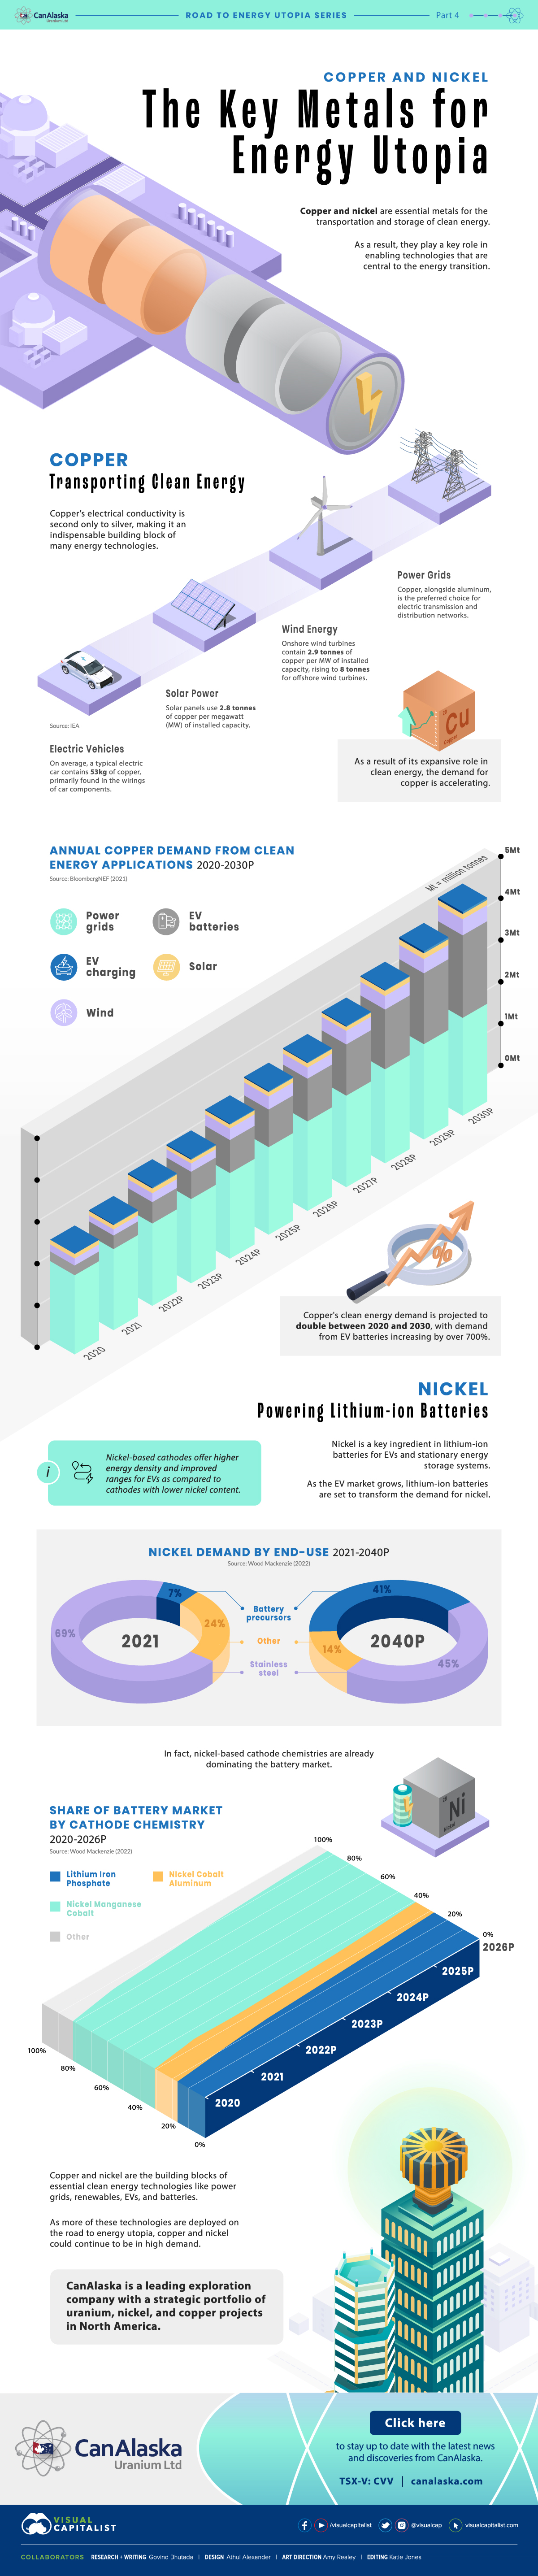 CanAlaska
Uranium Ltd
ROAD TO ENERGY UTOPIA SERIES
Part 4
COPPER AND NICKEL
The Key Metals for
Energy Utopia
Copper and nickel are essential metals for the
transportation and storage of clean energy.
As a result, they play a key role in
enabling technologies that are
central to the energy transition.
COPPER
Transporting Clean Energy
Copper's electrical conductivity is
second only to silver, making it an
indispensable building block of
many energy technologies.
Power Grids
Copper, alongside aluminum,
is the preferred choice for
electric transmission and
distribution networks.
Wind Energy
Onshore wind turbines
contain 2.9 tonnes of
copper per MW of installed
capacity, rising to 8 tonnes
for offshore wind turbines.
Solar Power
Solar panels use 2.8 tonnes
of copper per megawatt
(MW) of installed capacity.
Source: IEA
Electric Vehicles
On average, a typical electric
car contains 53kg of copper,
primarily found in the wirings
of car components.
Cu
As a result of its expansive role in
clean energy, the demand for
copper is accelerating.
ANNUAL COPPER DEMAND FROM CLEAN
ENERGY APPLICATIONS 2020-2030P
Source: BloombergNEF (2021)
Power
grids
EV
batteries
EV
charging
Solar
Wind
Mt = million tonnes
5Mt
4Mt
3Mt
2Mt
1Mt
0Mt
2020
2021
2022P
2023P
2024P
2025P
2026P
2027P
2028P
2029P
2030P
%
Copper's clean energy demand is projected to
double between 2020 and 2030, with demand
from EV batteries increasing by over 700%.
NICKEL
Powering Lithium-ion Batteries
Nickel is a key ingredient in lithium-ion
batteries for EVs and stationary energy
storage systems.
As the EV market grows, lithium-ion batteries
are set to transform the demand for nickel.
i
Nickel-based cathodes offer higher
energy density and improved
ranges for EVs as compared to
cathodes with lower nickel content.
NICKEL DEMAND BY END-USE 2021-2040P
Source: Wood Mackenzie (2022)
7%
24%
69%
2021
Battery
precursors
Other
Stainless
steel
41%
14%
45%
2040P
In fact, nickel-based cathode chemistries are already
dominating the battery market.
Ni
SHARE OF BATTERY MARKET
BY CATHODE CHEMISTRY
2020-2026P
Source: Wood Mackenzie (2022)
Lithium Iron
Phosphate
Nickel Cobalt
Aluminum
Nickel Manganese
Cobalt
Other
100%
80%
60%
40%
20%
0%
2026P
2025P
2024P
2023P
2022P
2021
2020
100%
80%
60%
40%
20%
0%
Copper and nickel are the building blocks of
essential clean energy technologies like power
grids, renewables, EVs, and batteries.
As more of these technologies are deployed on
the road to energy utopia, copper and nickel
could continue to be in high demand.
CanAlaska is a leading exploration
company with a strategic portfolio of
uranium, nickel, and copper projects
in North America.
CanAlaska
Uranium Ltd
Click here
to stay up to date with the latest news
and discoveries from CanAlaska.
TSX-V: CVV | canalaska.com
VISUAL
CAPITALIST
/visualcapitalist
@visualcap
visualcapitalist.com
COLLABORATORS RESEARCH + WRITING Govind Bhutada | DESIGN Athul Alexander | ART DIRECTION Amy Realey | EDITING Katie Jones